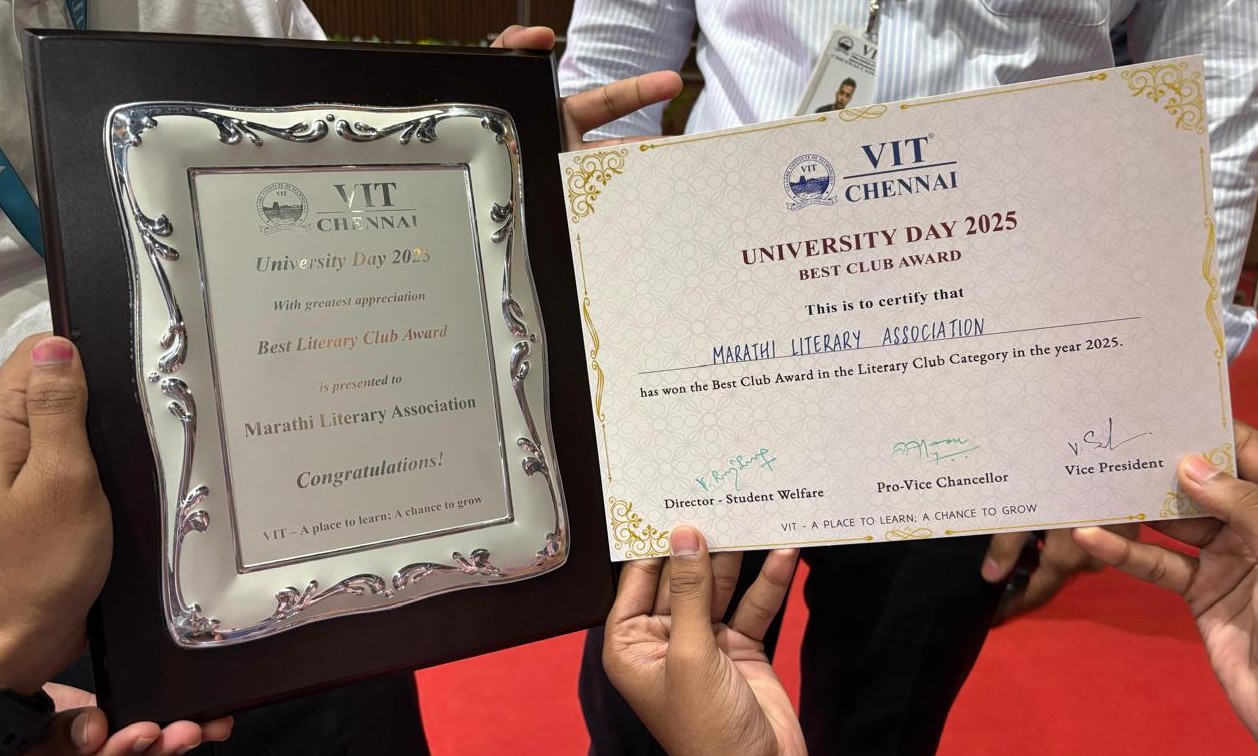 VIT
CHENNAI
University Day 2025
With greatest appreciation
Best Literary Club Award
is presented to
Marathi Literary Association
Congratulations!
VIT – A place to learn; A chance to grow
VIT
VIT®
CHENNAI
UNIVERSITY DAY 2025
BEST CLUB AWARD
This is to certify that
MARATHI LITERARY ASSOCIATION
has won the Best Club Award in the Literary Club Category in the year 2025.
Director - Student Welfare
Pro-Vice Chancellor
Vice President
VIT - A PLACE TO LEARN; A CHANCE TO GROW